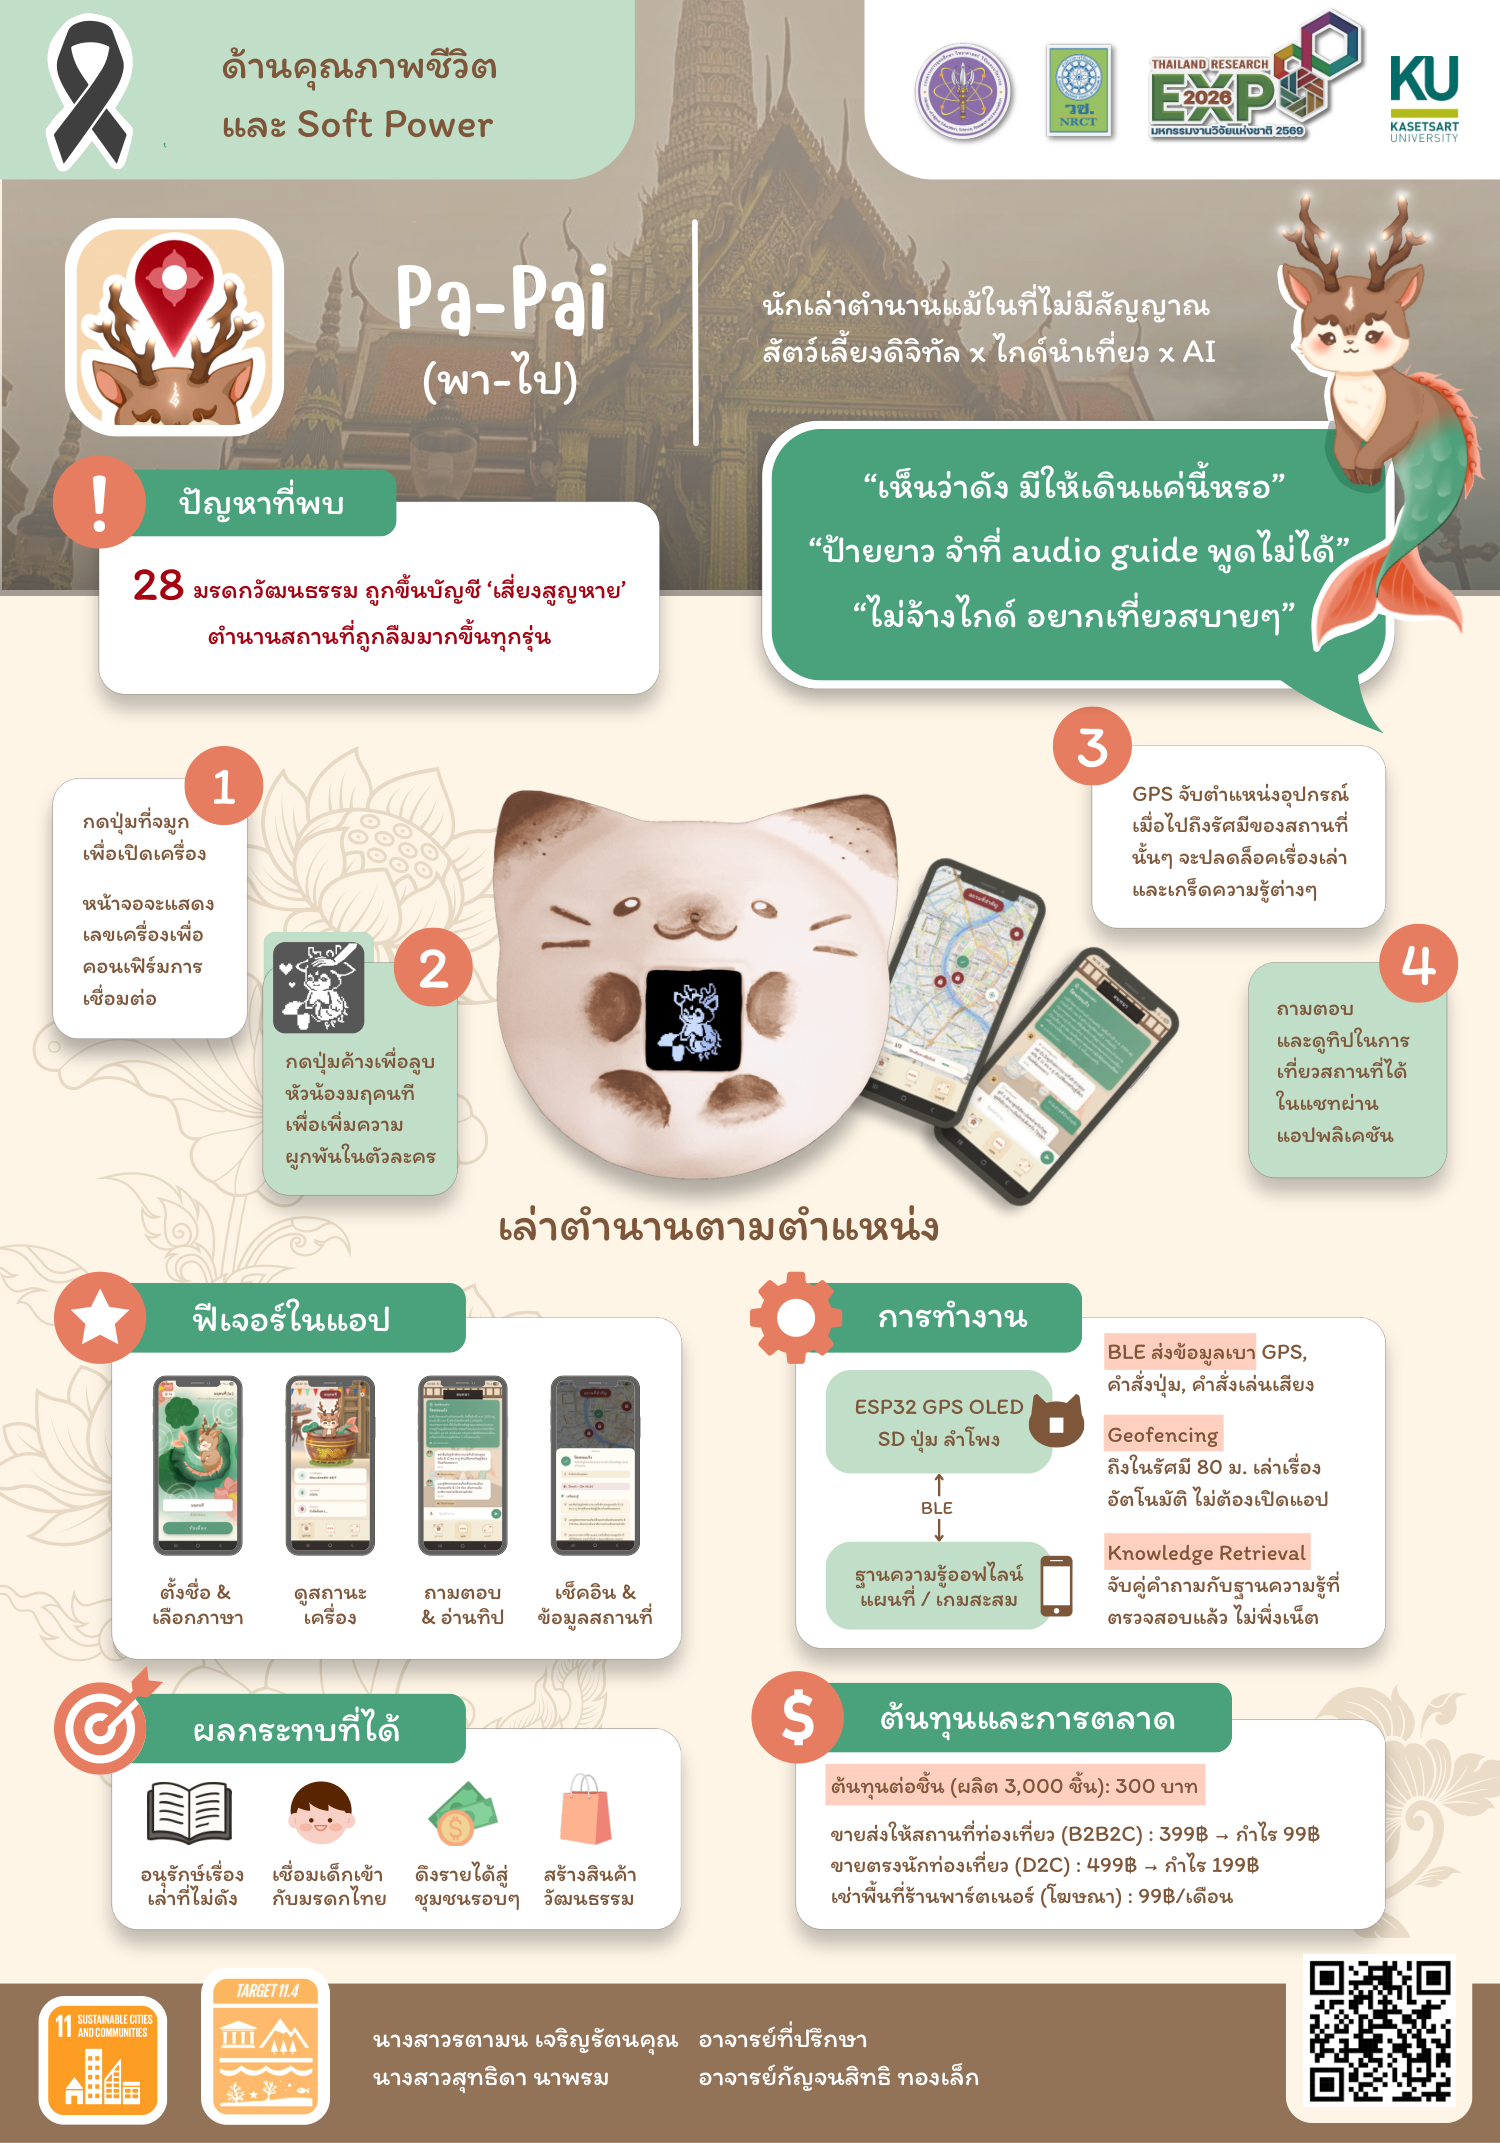 ด้านคุณภาพชีวิต
และ Soft Power
วช.
NRCT
THAILAND RESEARCH
EXPO
2026
มหกรรมงานวิจัยแห่งชาติ 2569
KU
KASETSART
UNIVERSITY
Pa-Pai
(พา-ไป)
นักเล่าตำนานแม้ในที่ไม่มีสัญญาณ
สัตว์เลี้ยงดิจิทัล x ไกด์นำเที่ยว x AI
“เห็นว่าดัง มีให้เดินแค่นี้หรอ”
“ป้ายยาว จำที่ audio guide พูดไม่ได้”
“ไม่จ้างไกด์ อยากเที่ยวสบายๆ”
!
ปัญหาที่พบ
28 มรดกวัฒนธรรม ถูกขึ้นบัญชี ‘เสี่ยงสูญหาย’
ตำนานสถานที่ถูกลืมมากขึ้นทุกรุ่น
1
กดปุ่มที่จมูก
เพื่อเปิดเครื่อง
หน้าจอจะแสดง
เลขเครื่องเพื่อ
คอนเฟิร์มการ
เชื่อมต่อ
2
กดปุ่มค้างเพื่อลูบ
หัวน้องมฤคนที
เพื่อเพิ่มความ
ผูกพันในตัวละคร
3
GPS จับตำแหน่งอุปกรณ์
เมื่อไปถึงรัศมีของสถานที่
นั้นๆ จะปลดล็อคเรื่องเล่า
และเกร็ดความรู้ต่างๆ
4
ถามตอบ
และดูทิปในการ
เที่ยวสถานที่ได้
ในแชทผ่าน
แอปพลิเคชัน
เล่าตำนานตามตำแหน่ง
ฟีเจอร์ในแอป
ตั้งชื่อ &
เลือกภาษา
ดูสถานะ
เครื่อง
ถามตอบ
& อ่านทิป
เช็คอิน &
ข้อมูลสถานที่
การทำงาน
ESP32 GPS OLED
SD ปุ่ม ลำโพง
BLE
ฐานความรู้ออฟไลน์
แผนที่ / เกมสะสม
BLE ส่งข้อมูลเบา GPS,
คำสั่งปุ่ม, คำสั่งเล่นเสียง
Geofencing
ถึงในรัศมี 80 ม. เล่าเรื่อง
อัตโนมัติ ไม่ต้องเปิดแอป
Knowledge Retrieval
จับคู่คำถามกับฐานความรู้ที่
ตรวจสอบแล้ว ไม่พึ่งเน็ต
ผลกระทบที่ได้
อนุรักษ์เรื่อง
เล่าที่ไม่ดัง
เชื่อมเด็กเข้า
กับมรดกไทย
ดึงรายได้สู่
ชุมชนรอบๆ
สร้างสินค้า
วัฒนธรรม
$
ต้นทุนและการตลาด
ต้นทุนต่อชิ้น (ผลิต 3,000 ชิ้น): 300 บาท
ขายส่งให้สถานที่ท่องเที่ยว (B2B2C) : 399฿ → กำไร 99฿
ขายตรงนักท่องเที่ยว (D2C) : 499฿ → กำไร 199฿
เช่าพื้นที่ร้านพาร์ตเนอร์ (โฆษณา) : 99฿/เดือน
11 SUSTAINABLE CITIES
AND COMMUNITIES
TARGET 11.4
นางสาวรตามน เจริญรัตนคุณ
นางสาวสุทธิดา นาพรม
อาจารย์ที่ปรึกษา
อาจารย์กัญจนสิทธิ ทองเล็ก